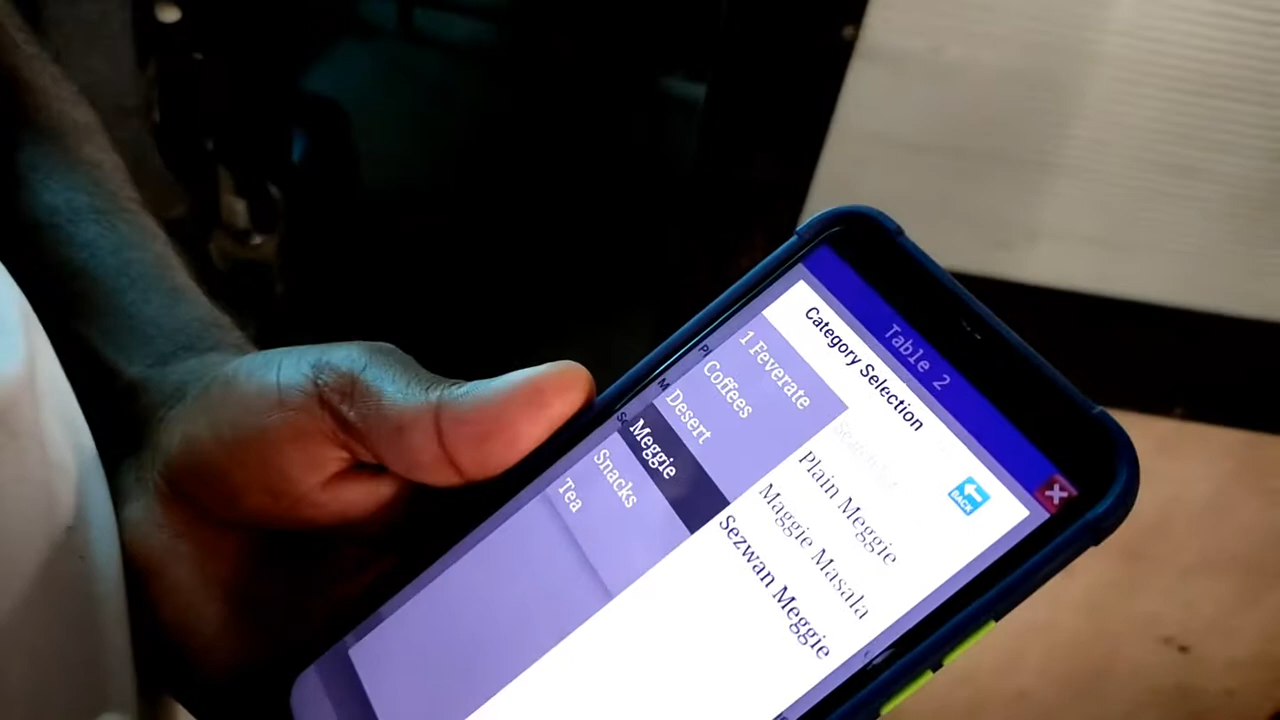 Table 2
Category Selection
BACK
1 Feverate
Coffees
Desert
Meggie
Snacks
Tea
Plain Meggie
Maggie Masala
Sezwan Meggie